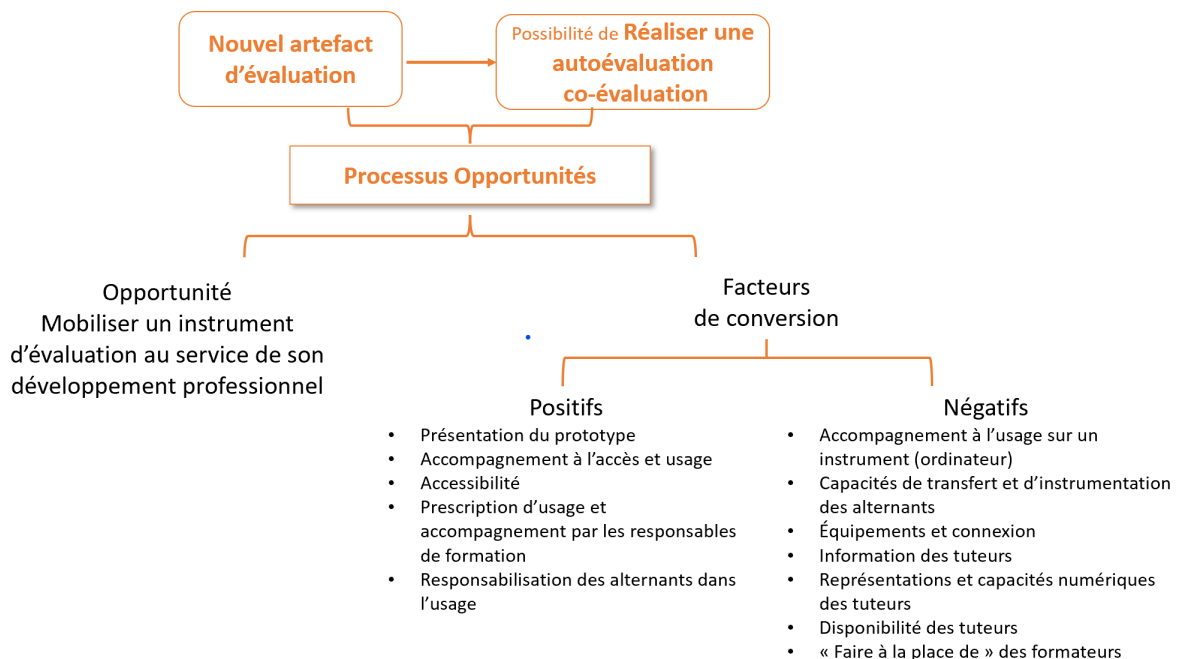 Nouvel artefact
d’évaluation
Possibilité de Réaliser une
autoévaluation
co-évaluation
Processus Opportunités
Opportunité
Mobiliser un instrument
d’évaluation au service de son
développement professionnel
Facteurs
de conversion
Positifs
• Présentation du prototype
• Accompagnement à l’accès et usage
• Accessibilité
• Prescription d’usage et
accompagnement par les responsables
de formation
• Responsabilisation des alternants dans
l’usage
Négatifs
• Accompagnement à l’usage sur un
instrument (ordinateur)
• Capacités de transfert et d’instrumentation
des alternants
• Équipements et connexion
• Information des tuteurs
• Représentations et capacités numériques
des tuteurs
• Disponibilité des tuteurs
• « Faire à la place de » des formateurs